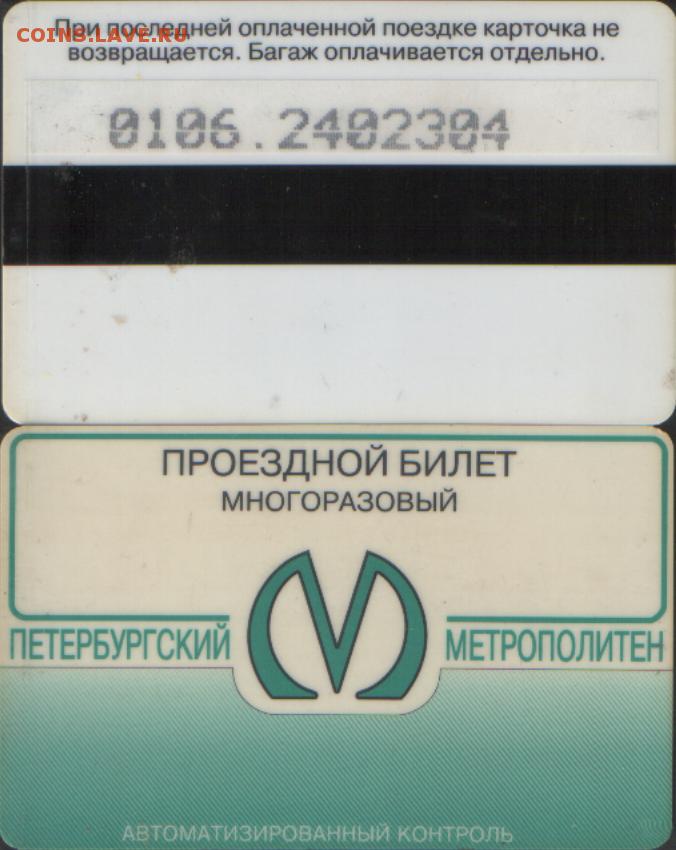 При последней оплаченной поездке карточка не
COINS.LAVE.RU
возвращается. Багаж оплачивается отдельно.
0106.2402304
ПРОЕЗДНОЙ БИЛЕТ
МНОГОРАЗОВЫЙ
ПЕТЕРБУРГСКИЙ МЕТРОПОЛИТЕН
АВТОМАТИЗИРОВАННЫЙ КОНТРОЛЬ